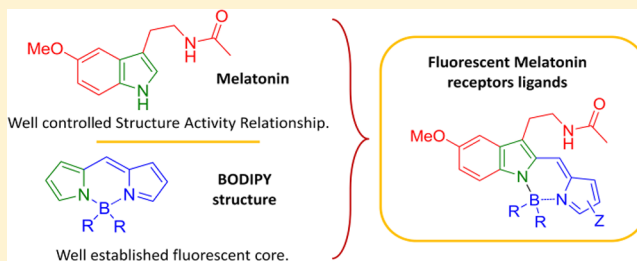 MeO
H
N
O
N
H
Melatonin
Well controlled Structure Activity Relationship.
BODIPY
structure
N
B
N
R
R
Well established fluorescent core.
Fluorescent Melatonin
receptors ligands
MeO
H
N
O
N
B
N
R
R
Z